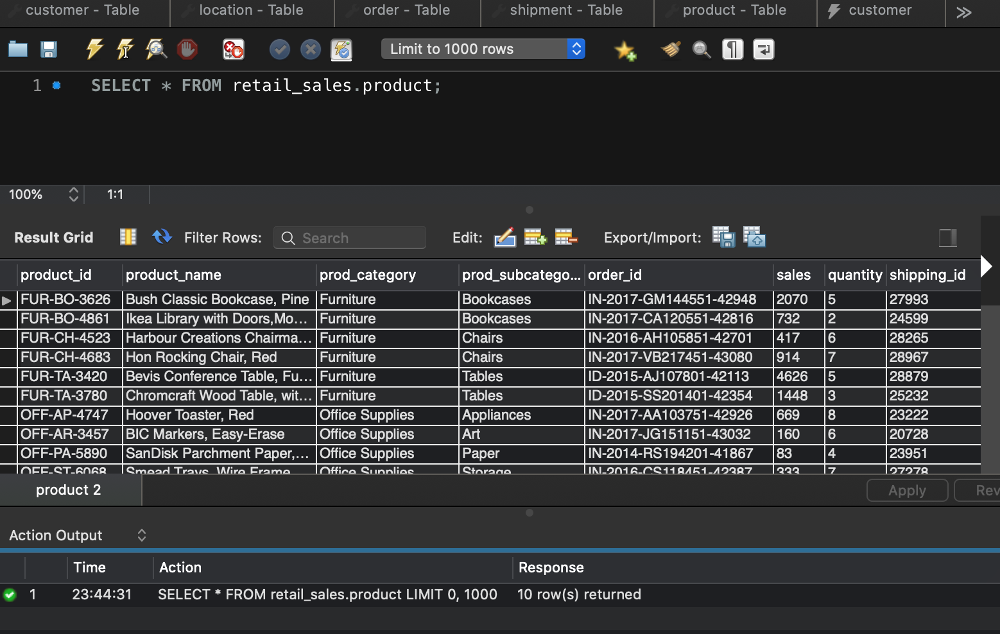 customer - Table location - Table order - Table shipment - Table product - Table customer
Limit to 1000 rows
1 SELECT * FROM retail_sales.product;
100% 1:1
Result Grid Filter Rows: Search Edit: Export/Import:
product_id product_name prod_category prod_subcatego... order_id sales quantity shipping_id
FUR-BO-3626 Bush Classic Bookcase, Pine Furniture Bookcases IN-2017-GM144551-42948 2070 5 27993
FUR-BO-4861 Ikea Library with Doors,Mo... Furniture Bookcases IN-2017-CA120551-42816 732 2 24599
FUR-CH-4523 Harbour Creations Chairma... Furniture Chairs IN-2016-AH105851-42701 417 6 28265
FUR-CH-4683 Hon Rocking Chair, Red Furniture Chairs IN-2017-VB217451-43080 914 7 28967
FUR-TA-3420 Bevis Conference Table, Fu... Furniture Tables ID-2015-AJ107801-42113 4626 5 28879
FUR-TA-3780 Chromcraft Wood Table, wit... Furniture Tables ID-2015-SS201401-42354 1448 3 25232
OFF-AP-4747 Hoover Toaster, Red Office Supplies Appliances IN-2017-AA103751-42926 669 8 23222
OFF-AR-3457 BIC Markers, Easy-Erase Office Supplies Art IN-2017-JG151151-43032 160 6 20728
OFF-PA-5890 SanDisk Parchment Paper,... Office Supplies Paper IN-2014-RS194201-41867 83 4 23951
OFF-ST-6068 Smead Trays, Wire Frame Office Supplies Storage IN-2016-CS118451-42387 333 7 27278
product 2 Apply Rev
Action Output
Time Action Response
1 23:44:31 SELECT * FROM retail_sales.product LIMIT 0, 1000 10 row(s) returned